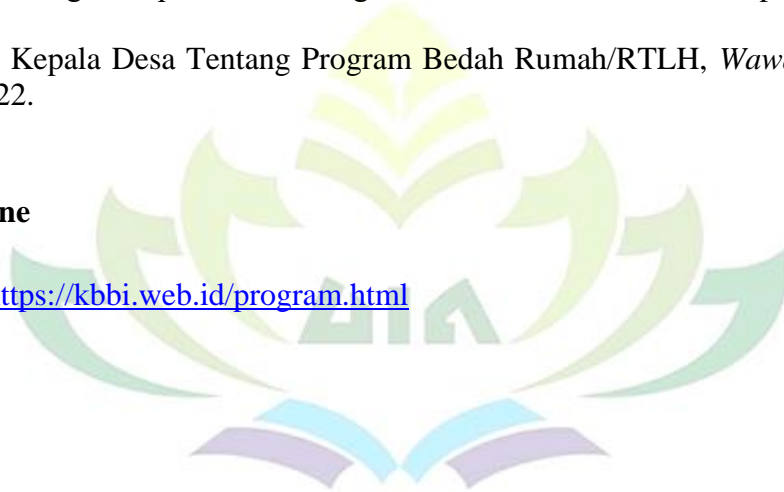 Kepala Desa Tentang Program Bedah Rumah/RTLH, Waw
22.
ne
ttps://kbbi.web.id/program.html